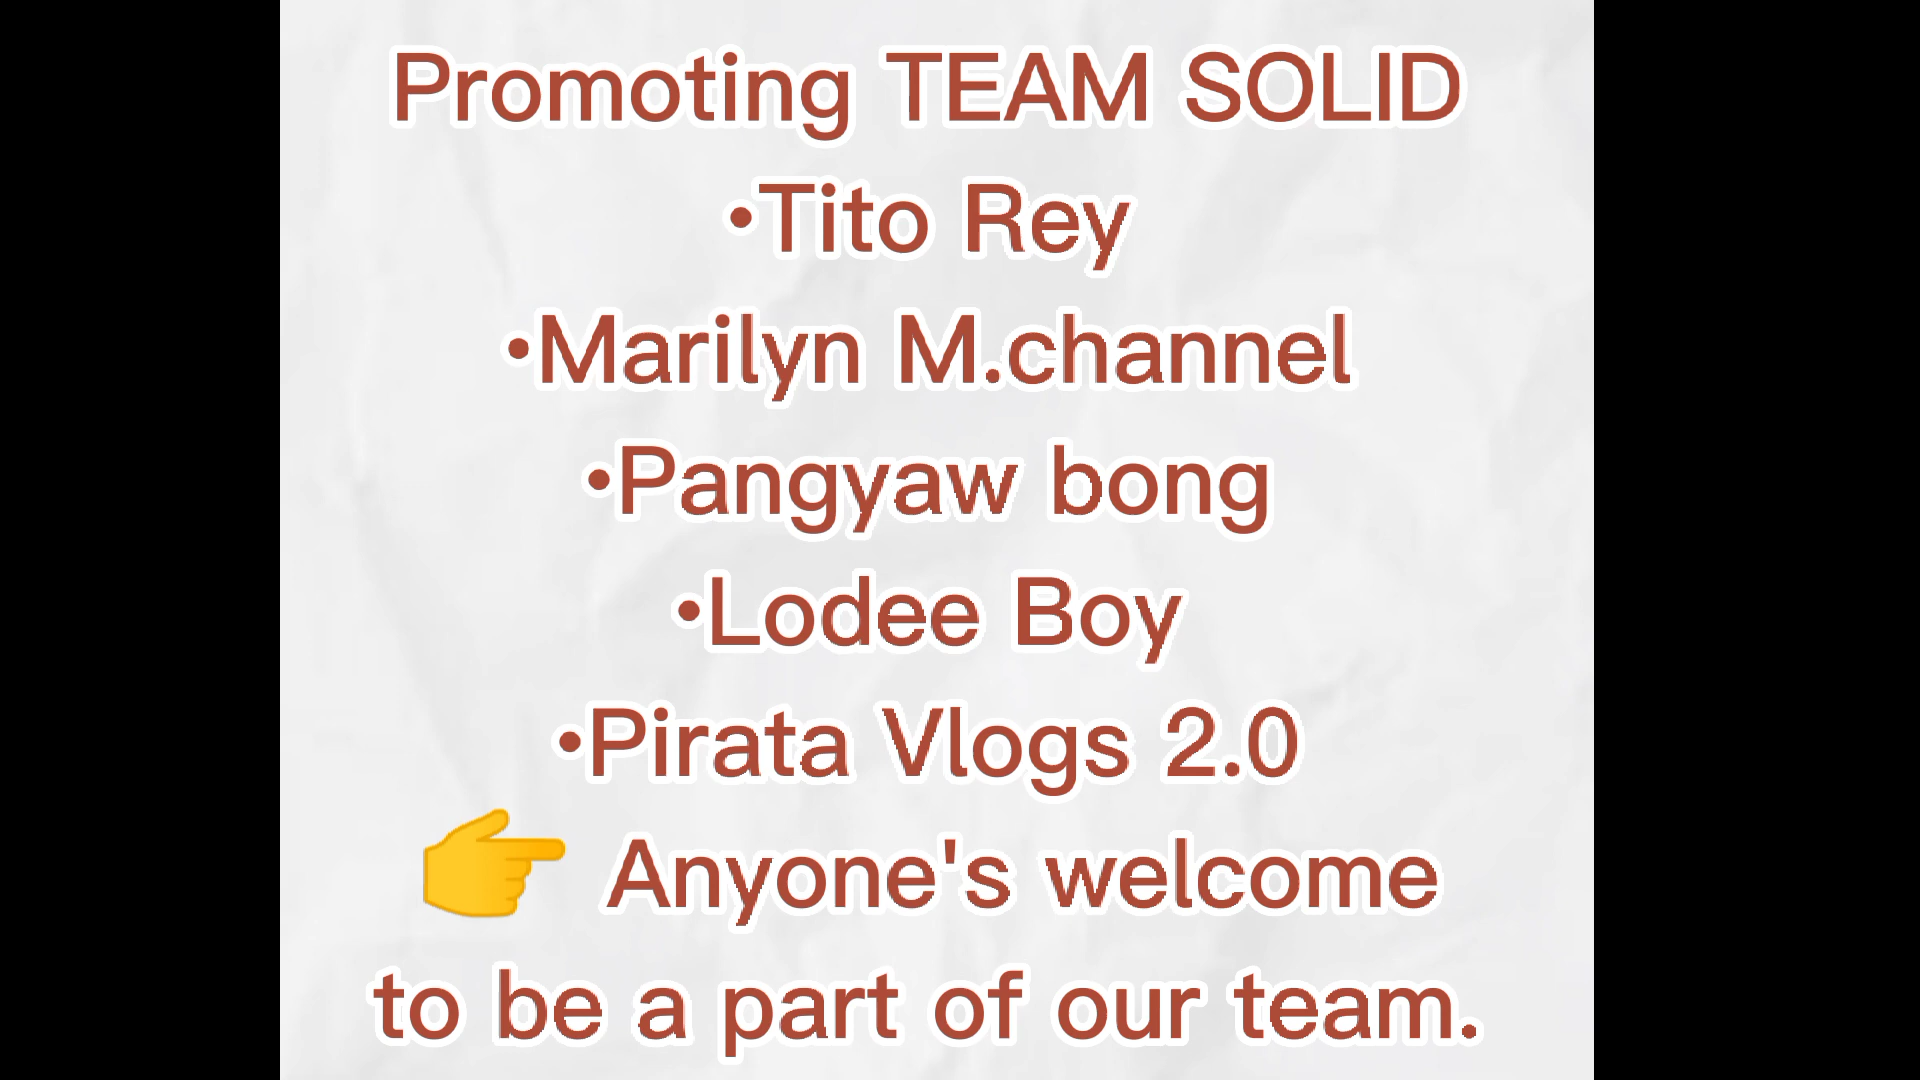 Promoting TEAM SOLID
•Tito Rey
•Marilyn M.channel
•Pangyaw bong
•Lodee Boy
•Pirata Vlogs 2.0
👉 Anyone's welcome
to be a part of our team.